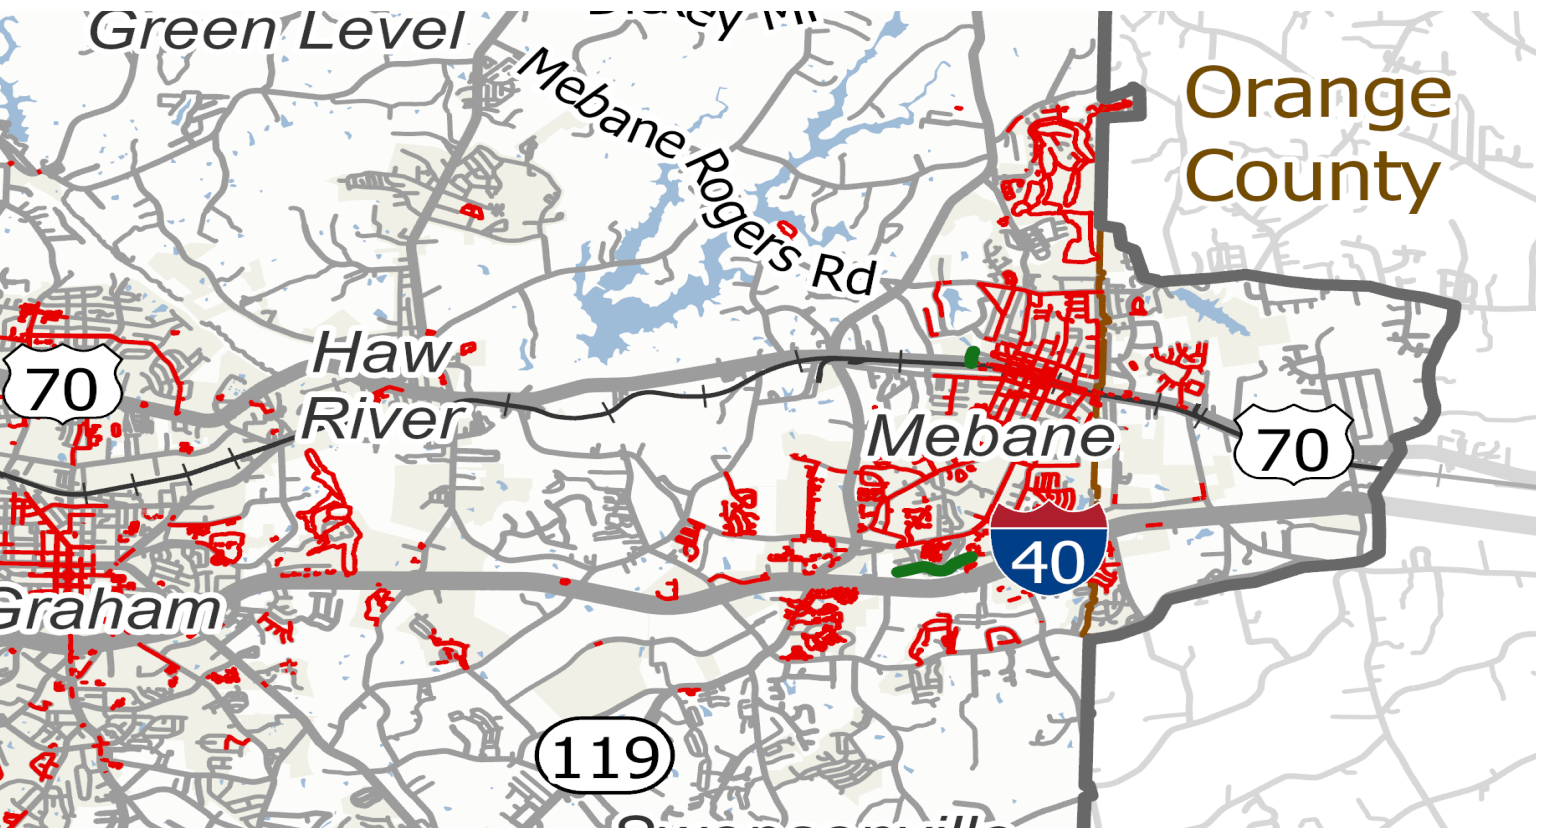 Green Level
Mebane Rogers Rd
Orange
County
Haw
River
70
Mebane
70
40
Graham
119